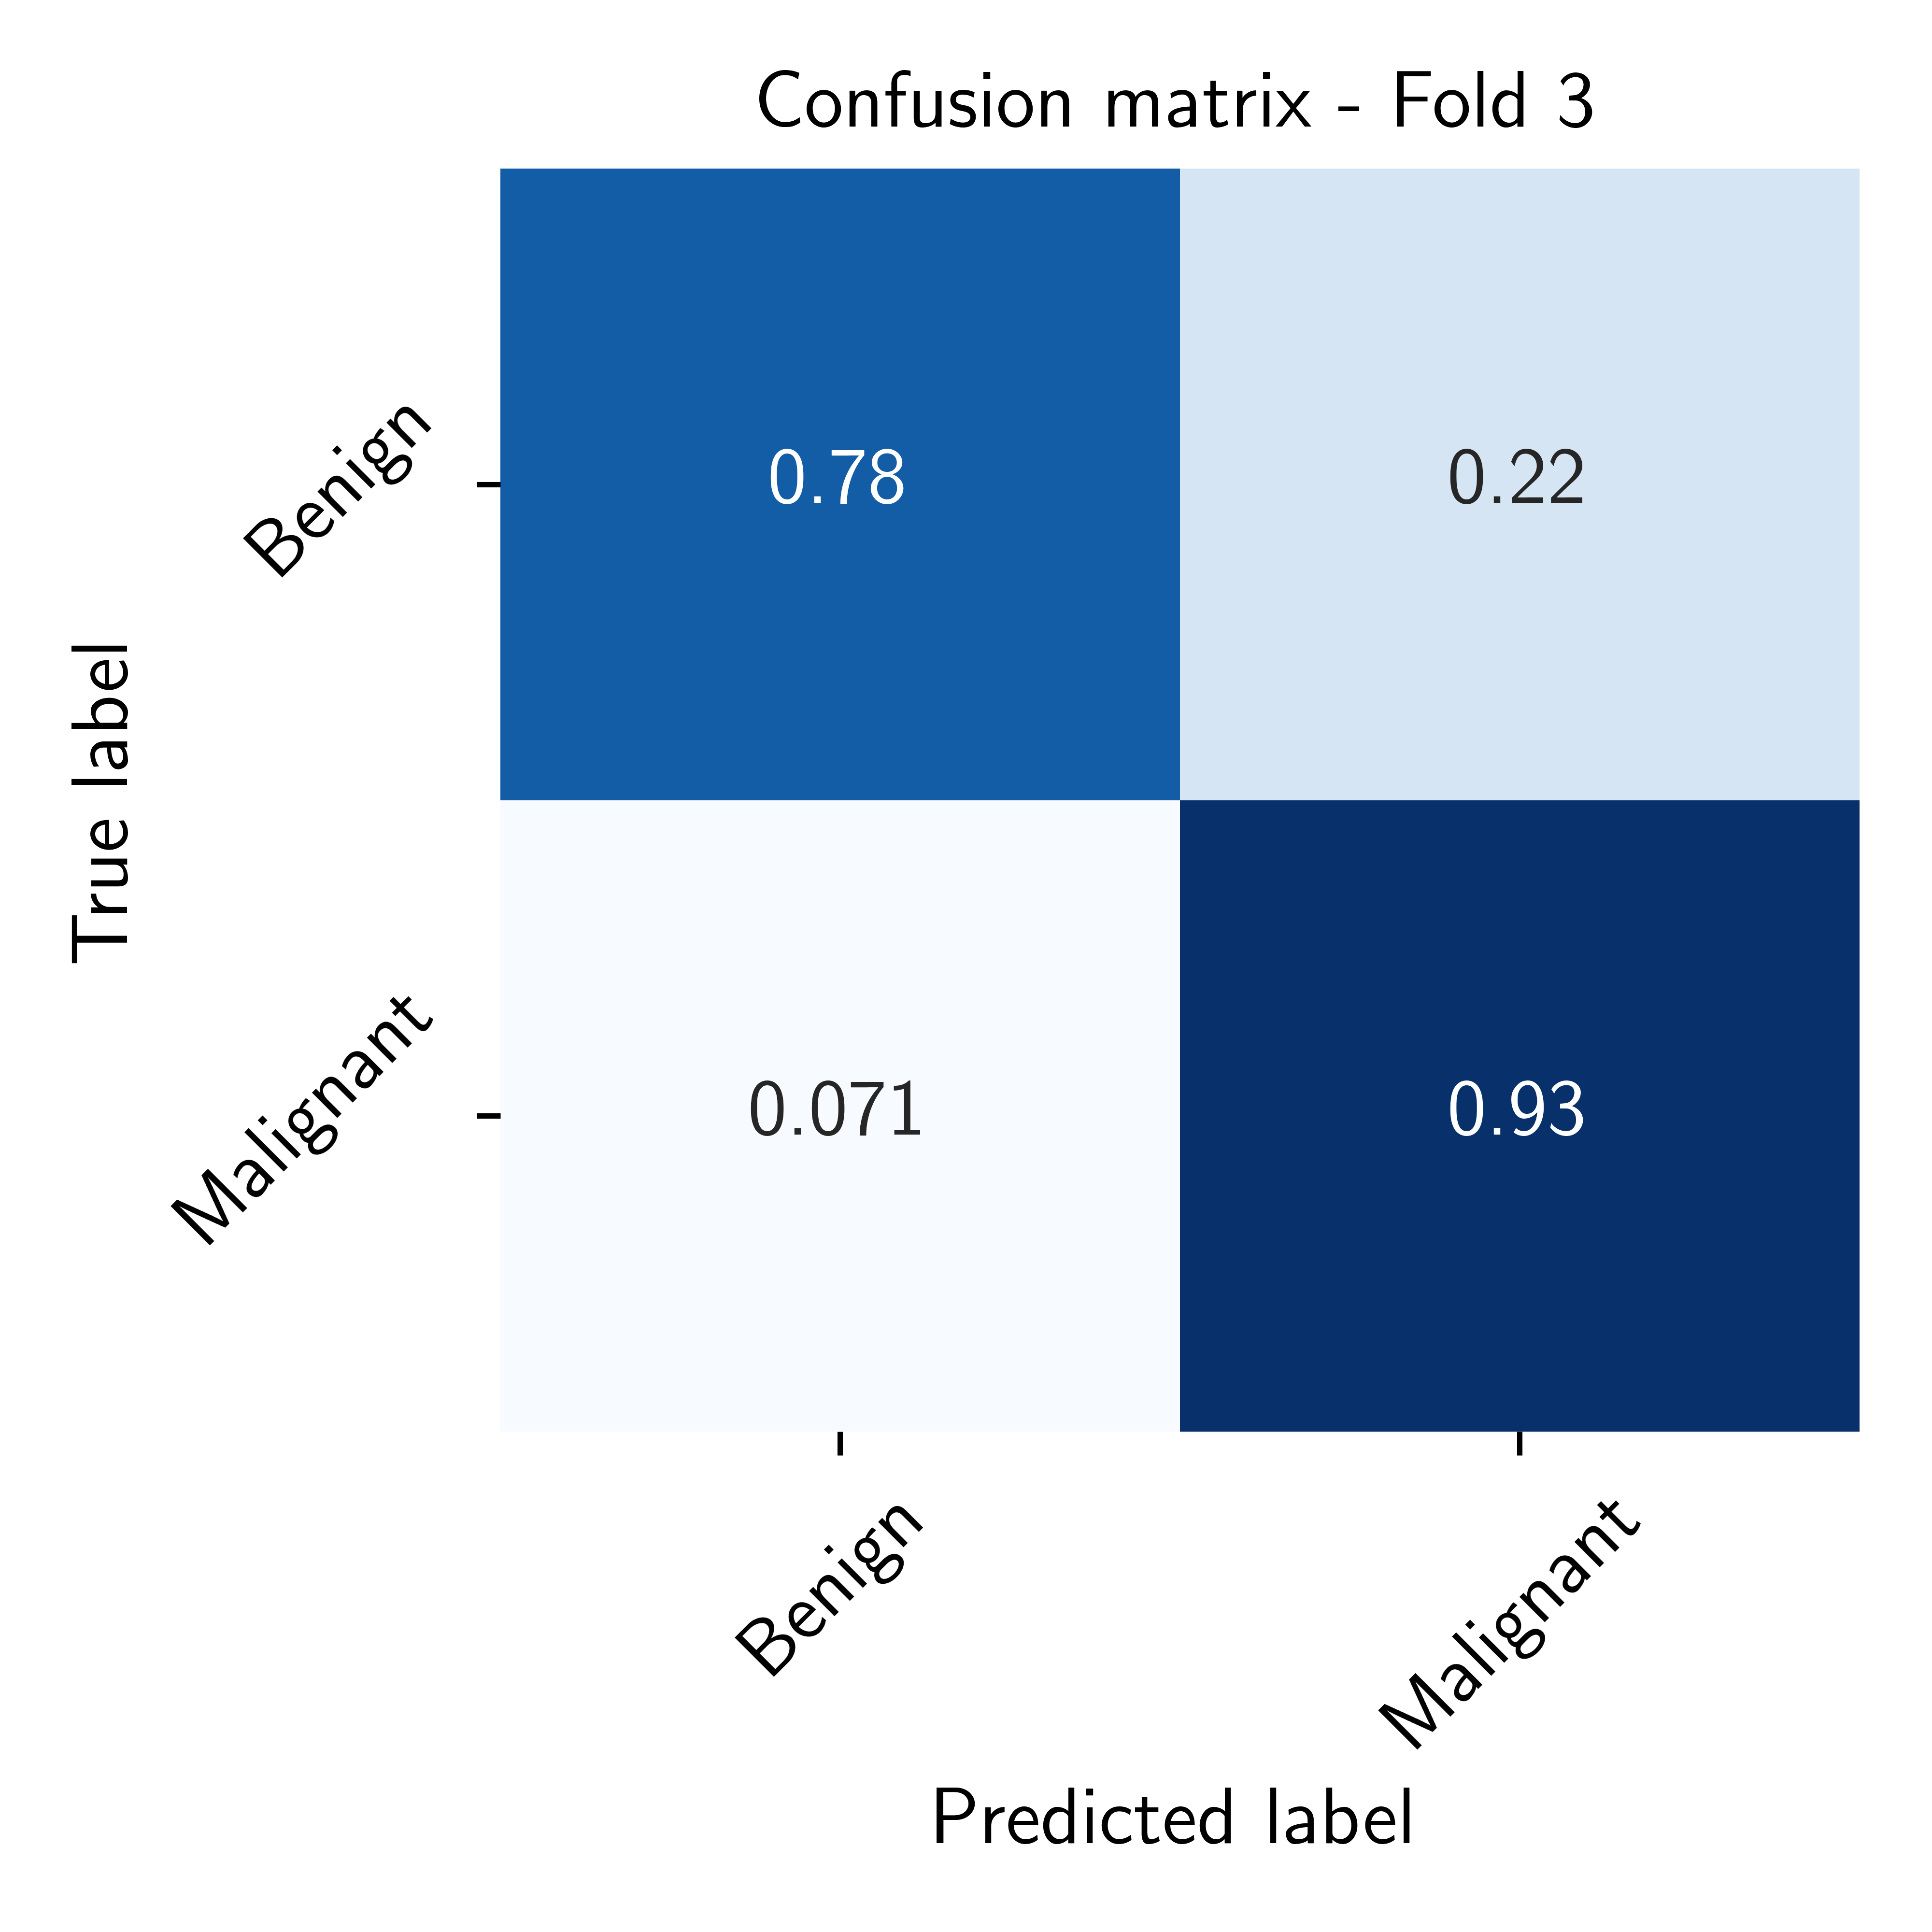 Confusion matrix - Fold 3
True label
Benign
0.78 0.22
Malignant
0.071 0.93
Benign Malignant
Predicted label